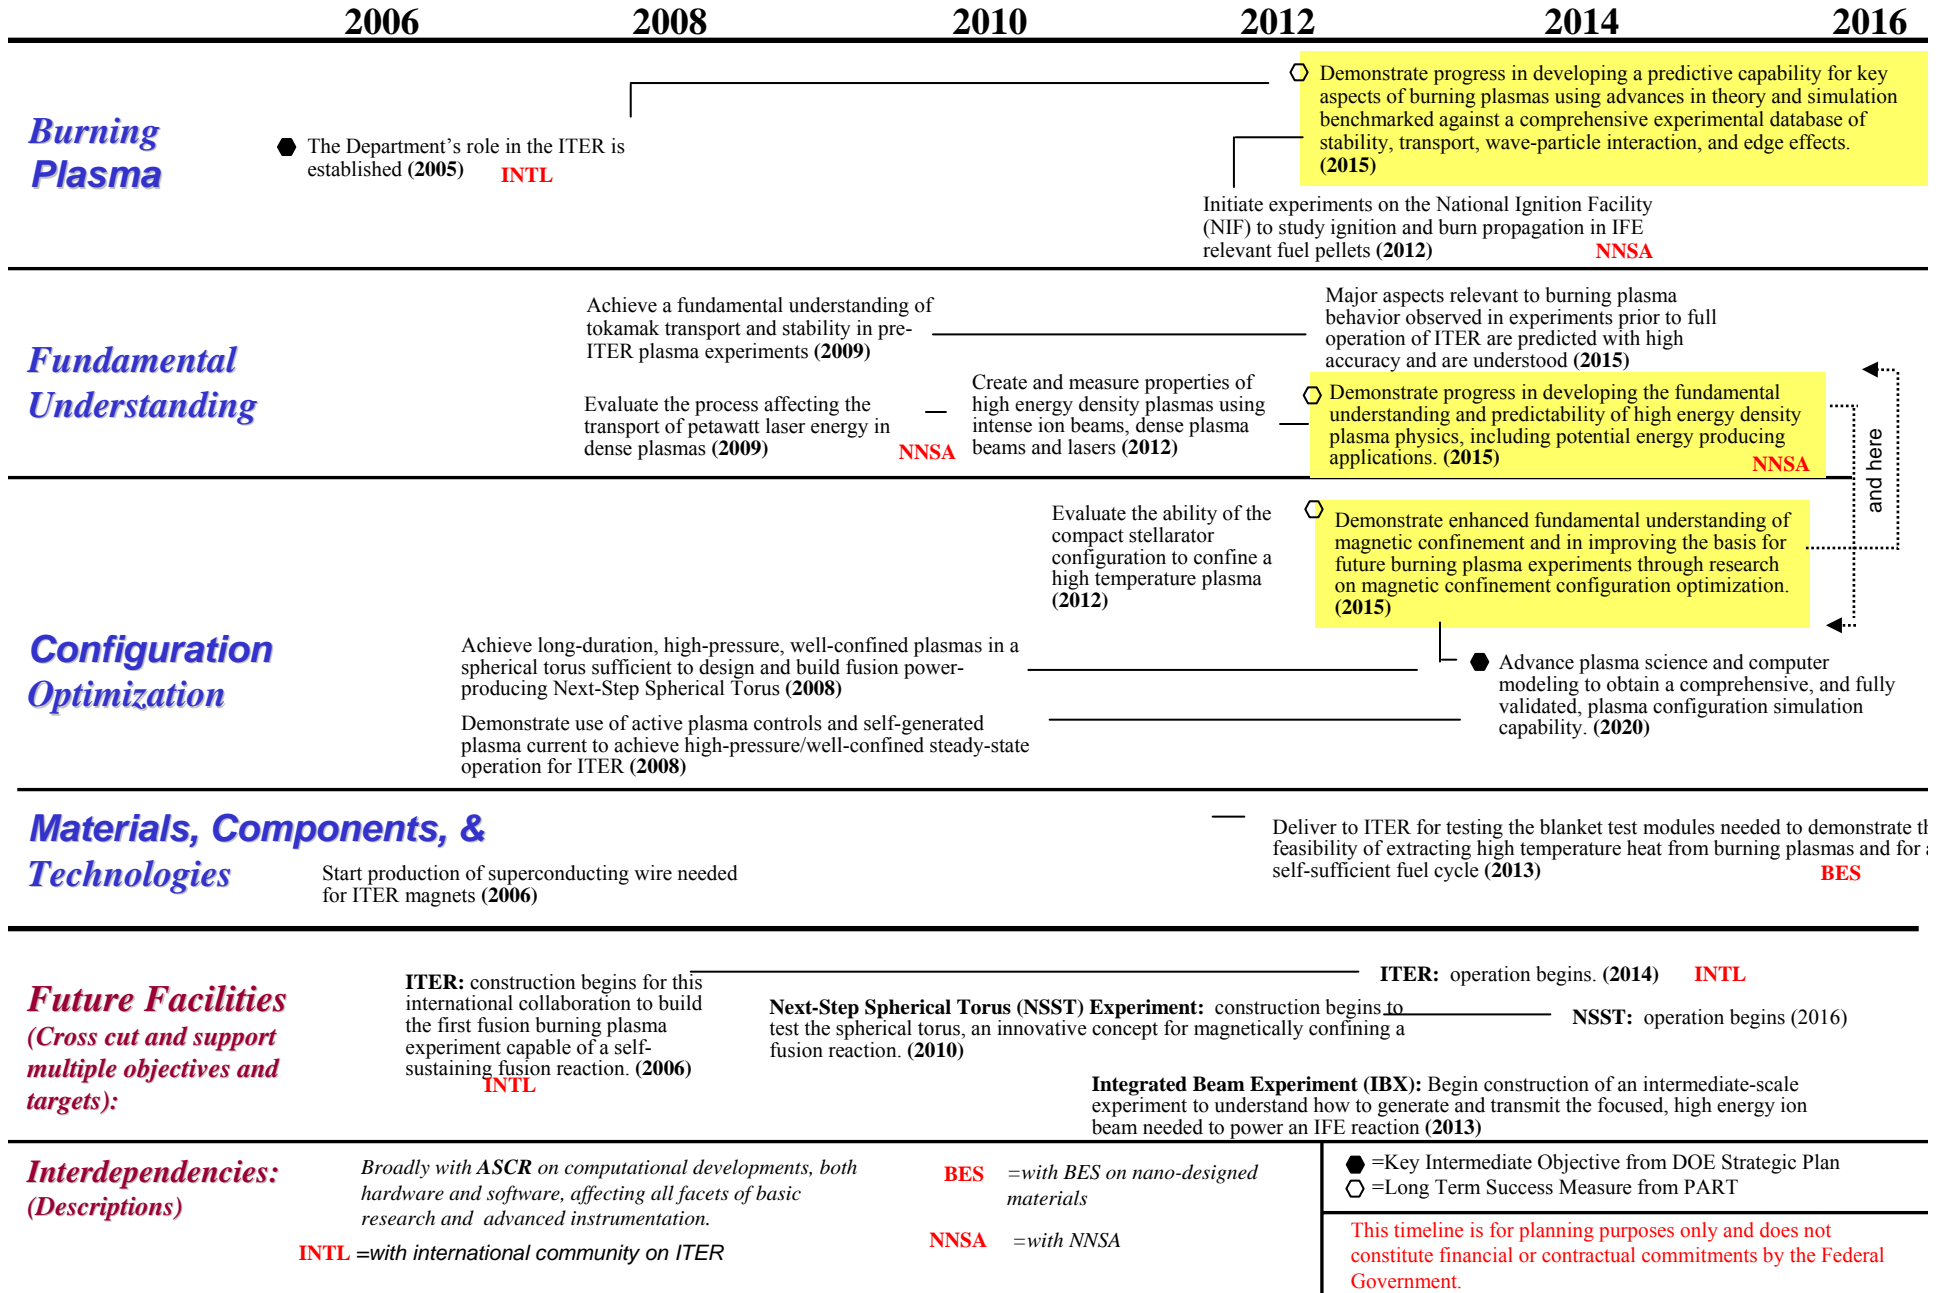 2006 2008 2010 2012 2014 2016
Burning
Plasma
The Department's role in the ITER is
established (2005) INTL
Demonstrate progress in developing a predictive capability for key
aspects of burning plasmas using advances in theory and simulation
benchmarked against a comprehensive experimental database of
stability, transport, wave-particle interaction, and edge effects.
(2015)
Initiate experiments on the National Ignition Facility
(NIF) to study ignition and burn propagation in IFE
relevant fuel pellets (2012) NNSA
Fundamental
Understanding
Achieve a fundamental understanding of
tokamak transport and stability in pre-
ITER plasma experiments (2009)
Major aspects relevant to burning plasma
behavior observed in experiments prior to full
operation of ITER are predicted with high
accuracy and are understood (2015)
Evaluate the process affecting the
transport of petawatt laser energy in
dense plasmas (2009) NNSA
Create and measure properties of
high energy density plasmas using
intense ion beams, dense plasma
beams and lasers (2012)
Demonstrate progress in developing the fundamental
understanding and predictability of high energy density
plasma physics, including potential energy producing
applications. (2015) NNSA
and here
Configuration
Optimization
Evaluate the ability of the
compact stellarator
configuration to confine a
high temperature plasma
(2012)
Demonstrate enhanced fundamental understanding of
magnetic confinement and in improving the basis for
future burning plasma experiments through research
on magnetic confinement configuration optimization.
(2015)
Achieve long-duration, high-pressure, well-confined plasmas in a
spherical torus sufficient to design and build fusion power-
producing Next-Step Spherical Torus (2008)
Demonstrate use of active plasma controls and self-generated
plasma current to achieve high-pressure/well-confined steady-state
operation for ITER (2008)
Advance plasma science and computer
modeling to obtain a comprehensive, and fully
validated, plasma configuration simulation
capability. (2020)
Materials, Components, &
Technologies
Start production of superconducting wire needed
for ITER magnets (2006)
Deliver to ITER for testing the blanket test modules needed to demonstrate th
feasibility of extracting high temperature heat from burning plasmas and for a
self-sufficient fuel cycle (2013) BES
Future Facilities
(Cross cut and support
multiple objectives and
targets):
ITER: construction begins for this
international collaboration to build
the first fusion burning plasma
experiment capable of a self-
sustaining fusion reaction. (2006)
INTL
ITER: operation begins. (2014) INTL
Next-Step Spherical Torus (NSST) Experiment: construction begins to
test the spherical torus, an innovative concept for magnetically confining a
fusion reaction. (2010)
NSST: operation begins (2016)
Integrated Beam Experiment (IBX): Begin construction of an intermediate-scale
experiment to understand how to generate and transmit the focused, high energy ion
beam needed to power an IFE reaction (2013)
Interdependencies:
(Descriptions)
Broadly with ASCR on computational developments, both
hardware and software, affecting all facets of basic
research and advanced instrumentation.
INTL =with international community on ITER
BES =with BES on nano-designed
materials
NNSA =with NNSA
=Key Intermediate Objective from DOE Strategic Plan
=Long Term Success Measure from PART
This timeline is for planning purposes only and does not
constitute financial or contractual commitments by the Federal
Government.